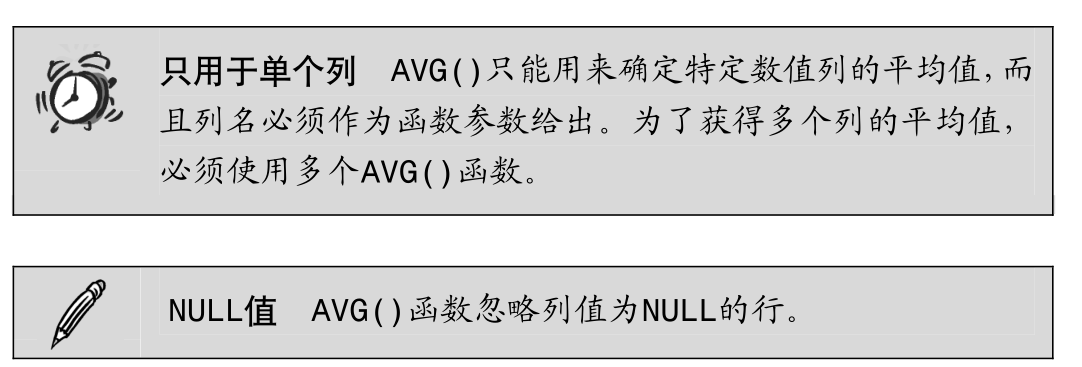 只用于单个列 AVG()只能用来确定特定数值列的平均值，而
且列名必须作为函数参数给出。为了获得多个列的平均值，
必须使用多个AVG()函数。
NULL值 AVG()函数忽略列值为NULL的行。